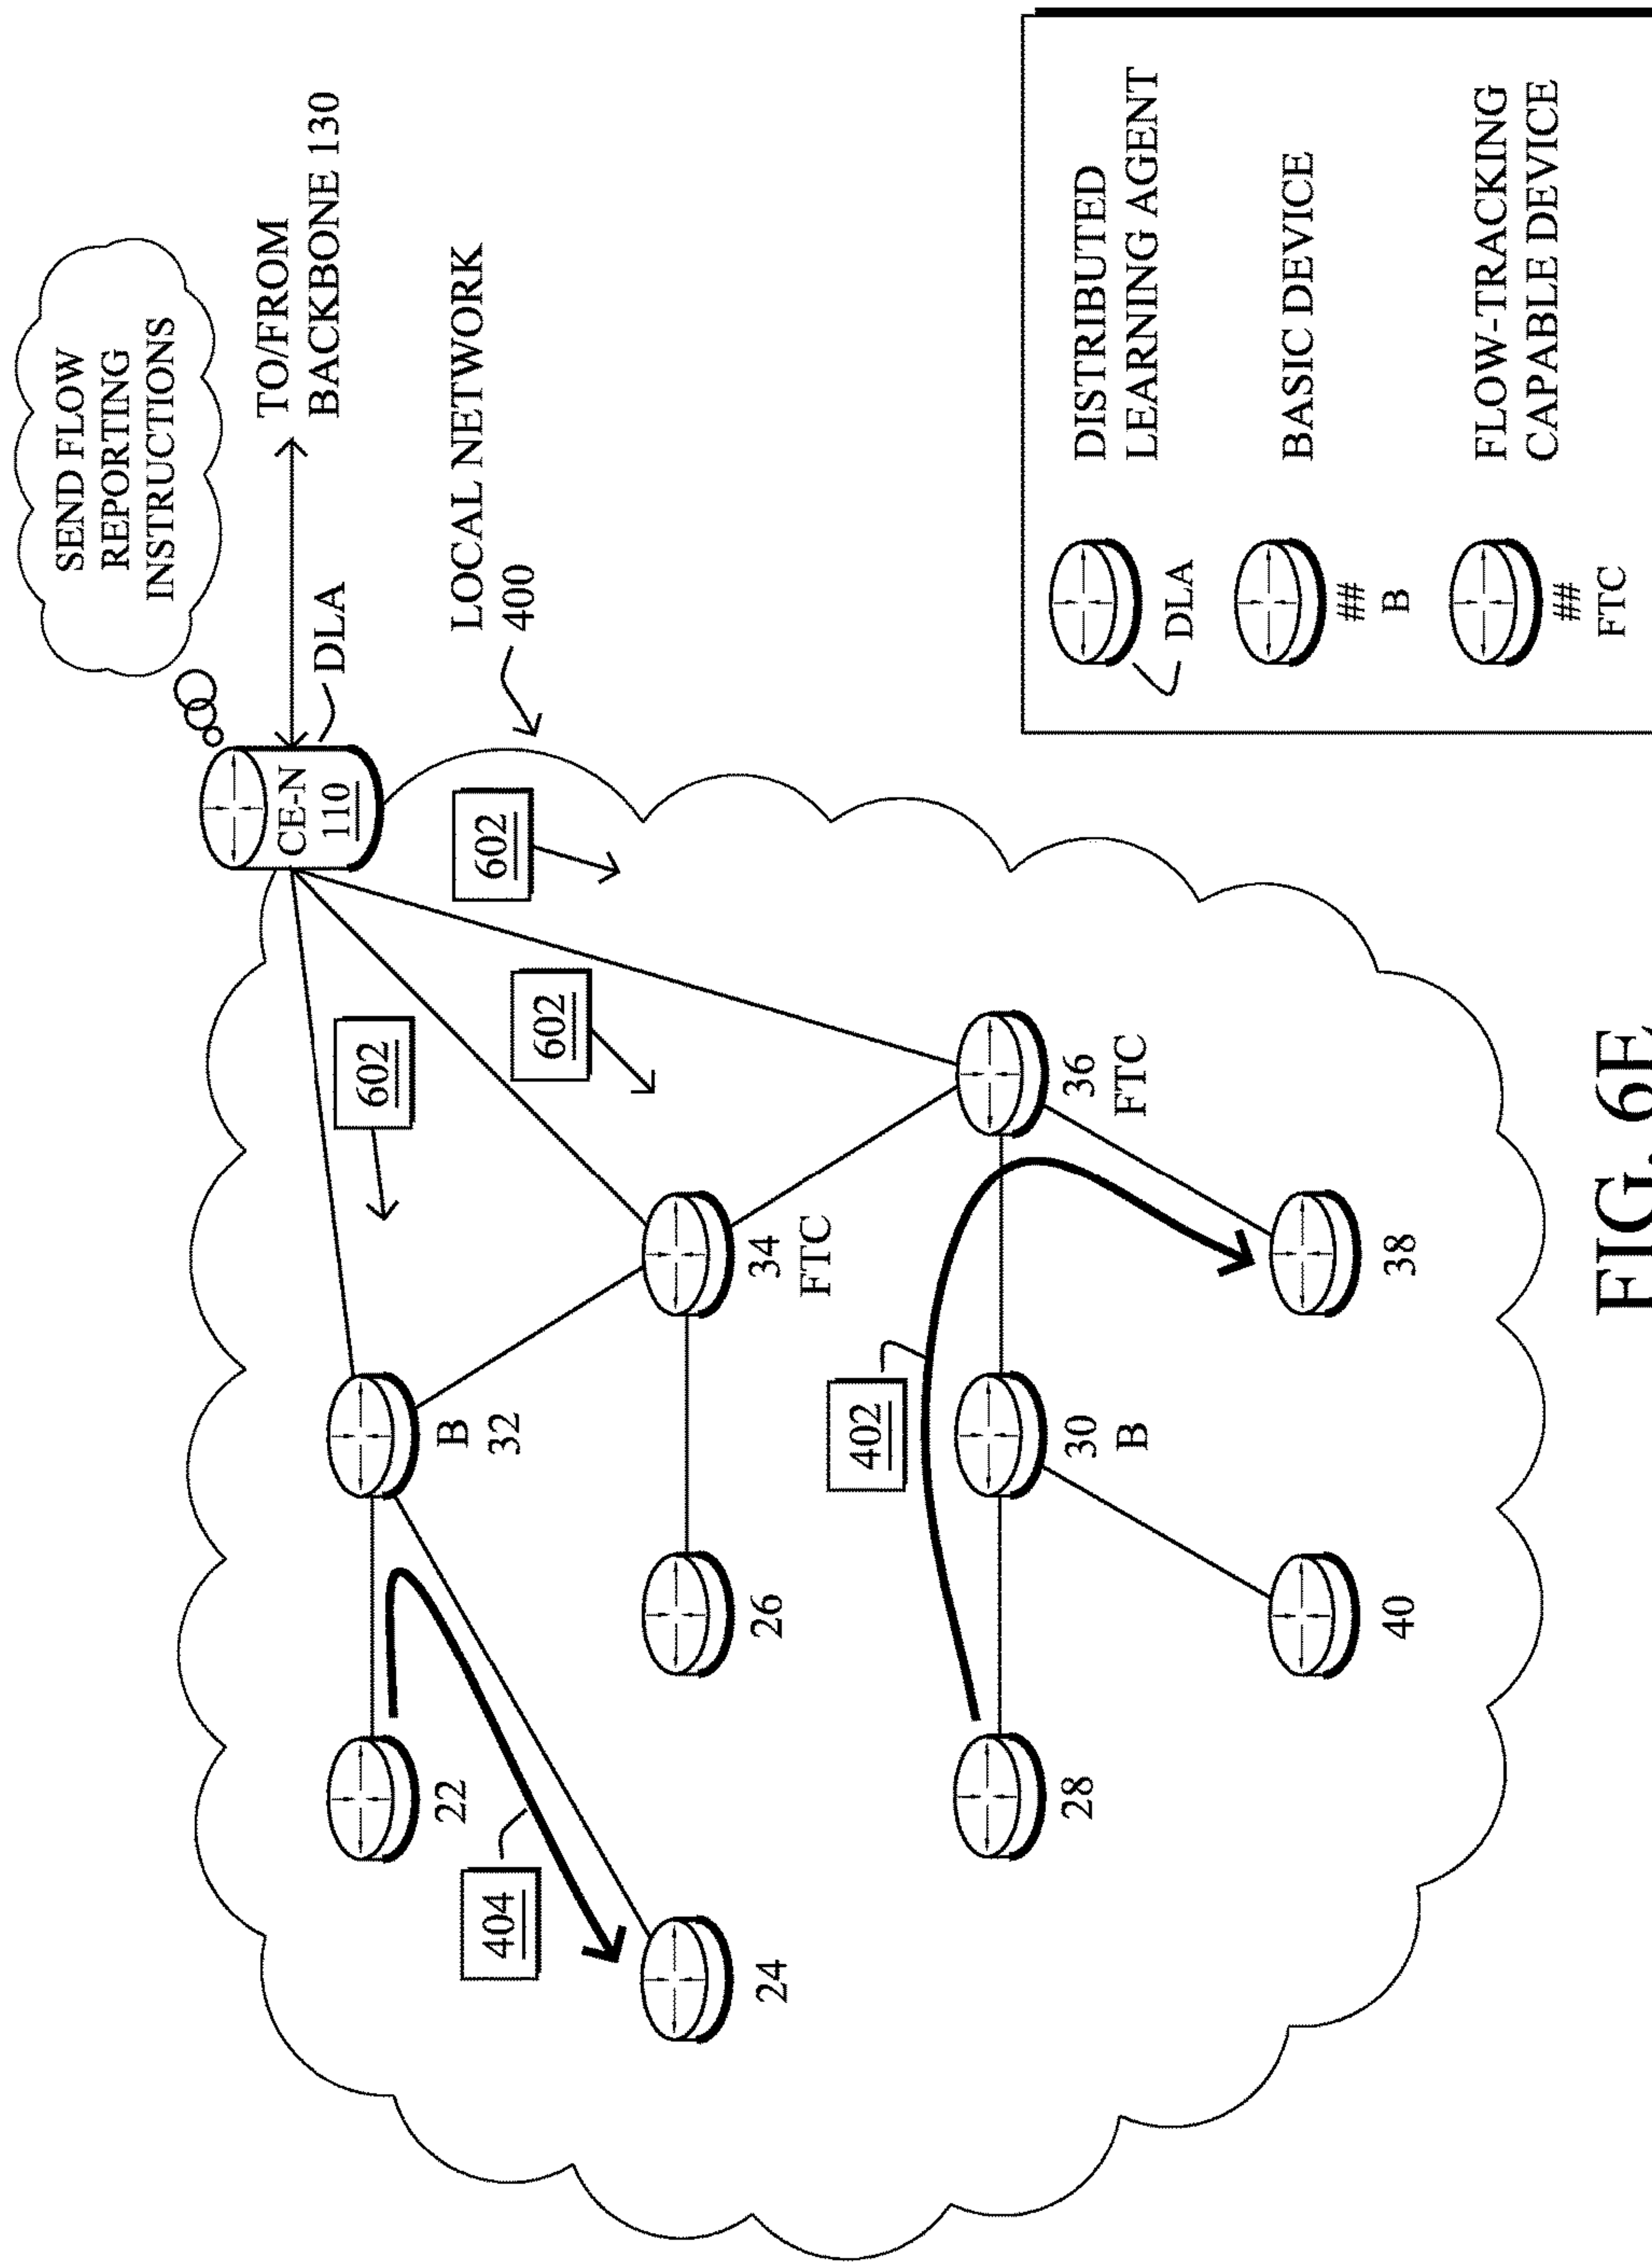 SEND FLOW
REPORTING
INSTRUCTIONS
TO/FROM
BACKBONE 130
CE-N
110
DLA
LOCAL NETWORK
400
602
602
602
22
B
32
404
24
26
34
FTC
402
28
30
B
36
FTC
40
38
DLA
DISTRIBUTED
LEARNING AGENT
##
B
BASIC DEVICE
##
FTC
FLOW-TRACKING
CAPABLE DEVICE
FIG.